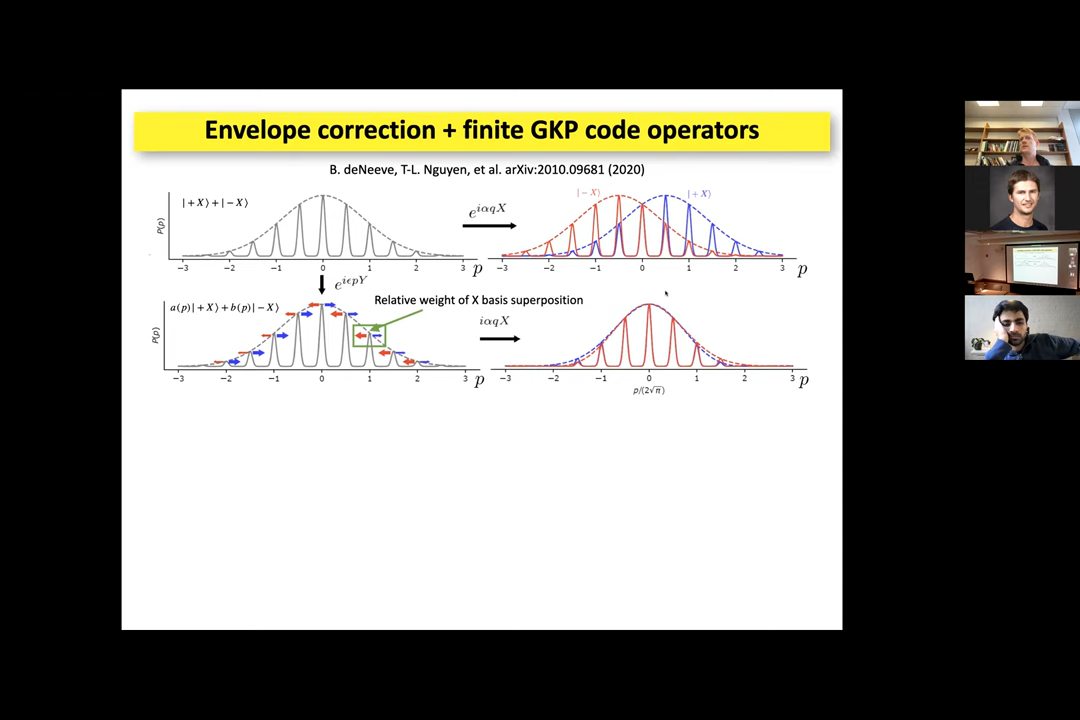 Envelope correction + finite GKP code operators
B. deNeeve, T-L. Nguyen, et al. arXiv:2010.09681 (2020)
|+X⟩+|−X⟩
P(p)
−3 −2 −1 0 1 2 3 p
e^{iαqX}
|−X⟩ |+X⟩
−3 −2 −1 0 1 2 3 p
e^{iϵpY}
a(p)|+X⟩+b(p)|−X⟩
Relative weight of X basis superposition
P(p)
−3 −2 −1 0 1 2 3 p
iαqX
−3 −2 −1 0 1 2 3 p
p/(2√π)